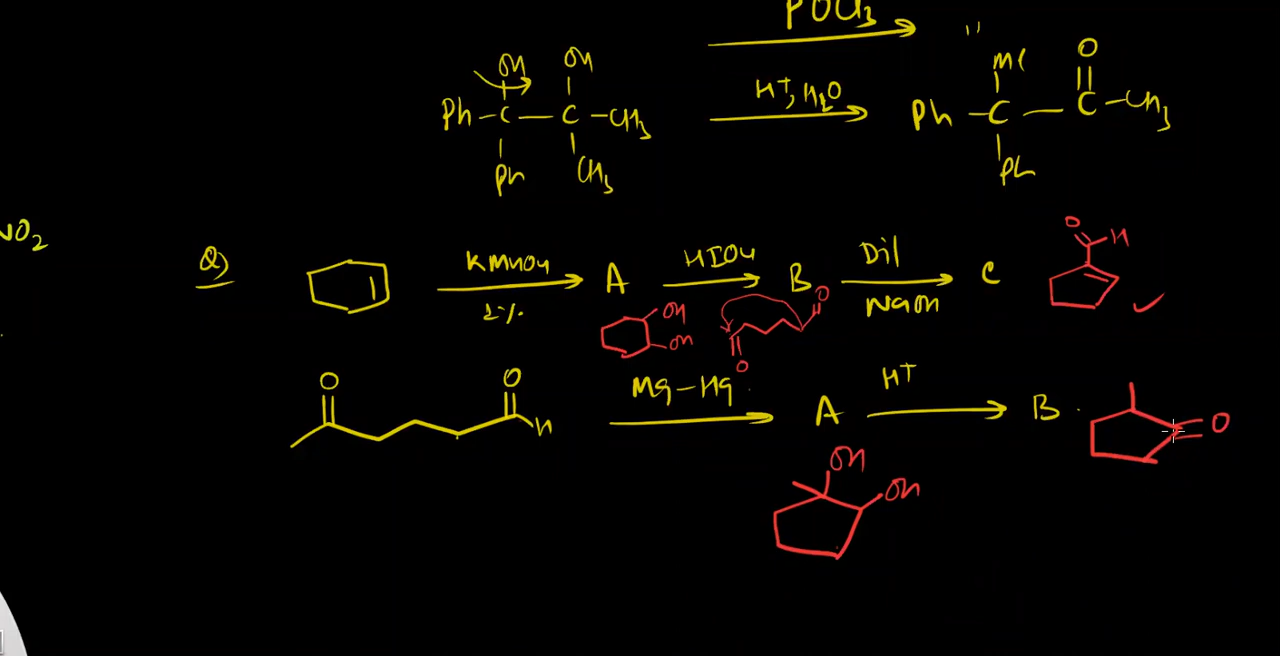 POCl3
OH OH H+, H2O Me O
Ph-C-C-CH3 Ph-C-C-CH3
Ph CH3 Ph
NO2
Q) KMnO4 2% A HIO4 B Dil NaOH C O H
OH OH O O
O O H Mg-Hg A H+ B O
OH OH